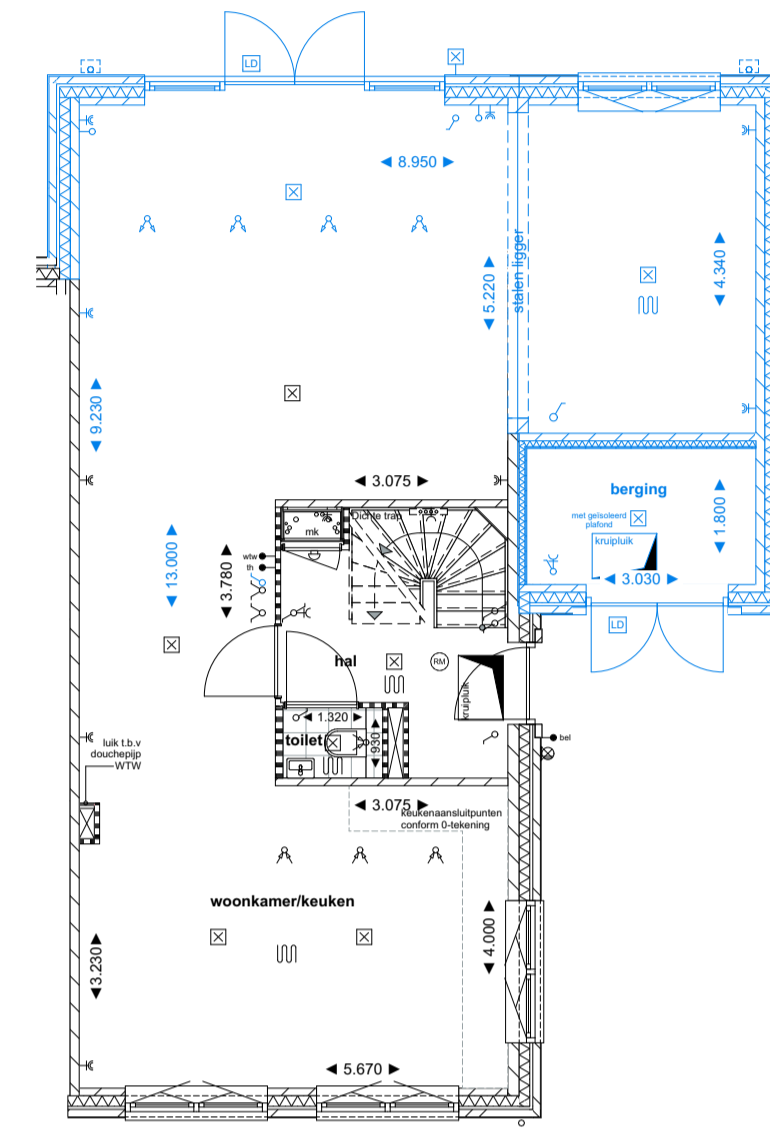 LD
8.950
5.220
stalen ligger
4.340
9.230
3.075
berging
met geïsoleerd
plafond
kruipluik
1.800
3.030
LD
Dichte trap
mk
wtw
th
13.000
3.780
hal
RM
kruipluik
1.320
toilet
930
bel
luik t.b.v
douchepijp
WTW
3.075
keukenaansluitpunten
conform 0-tekening
woonkamer/keuken
4.000
3.230
5.670